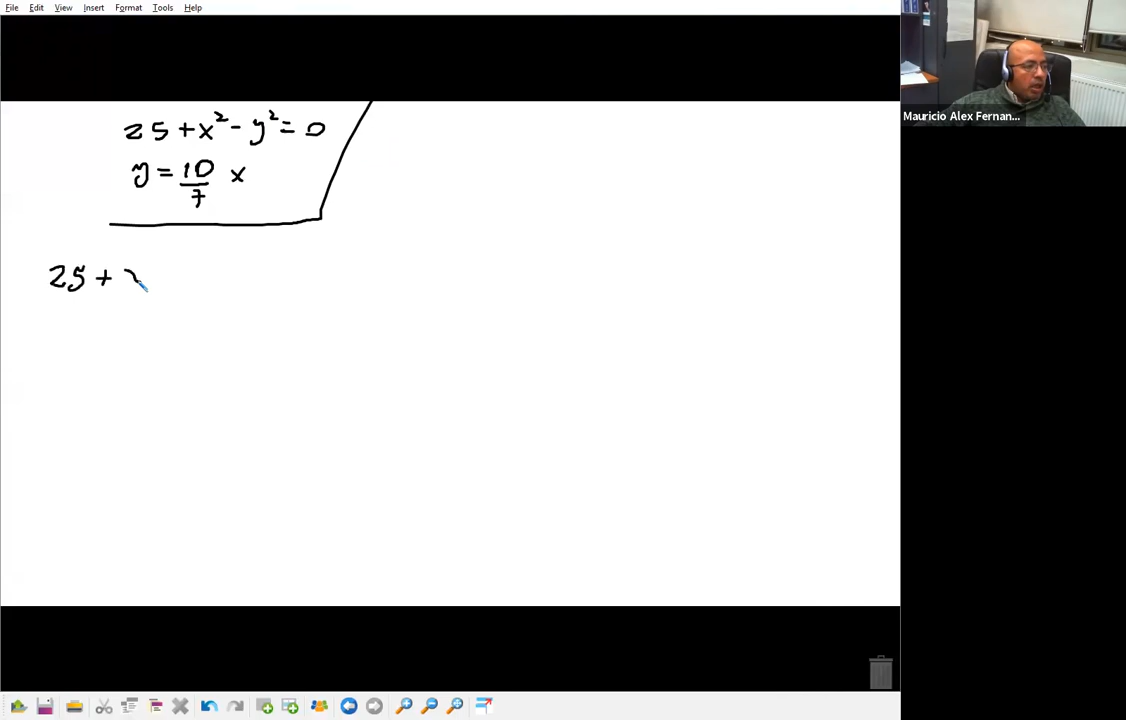 File Edit View Insert Format Tools Help
25 + x² - y² = 0
y = 10/7 x
25 +
Mauricio Alex Fernan...